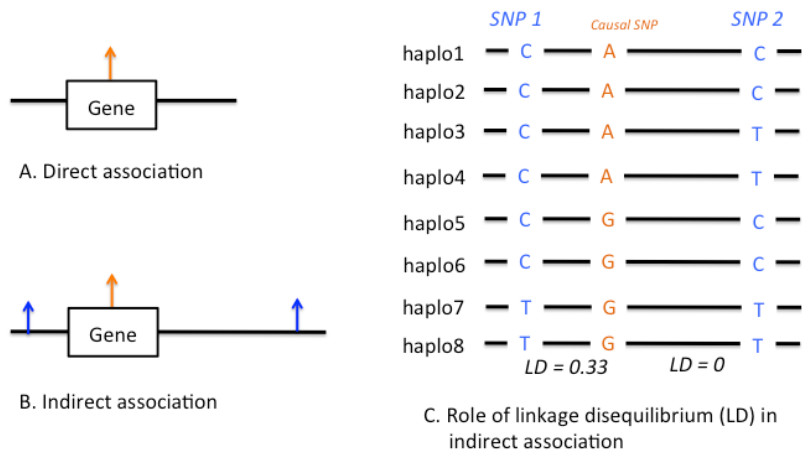 Gene
A. Direct association
Gene
B. Indirect association
SNP 1 Causal SNP SNP 2
haplo1 C A C
haplo2 C A C
haplo3 C A T
haplo4 C A T
haplo5 C G C
haplo6 C G C
haplo7 T G T
haplo8 T G T
LD = 0.33 LD = 0
C. Role of linkage disequilibrium (LD) in
indirect association